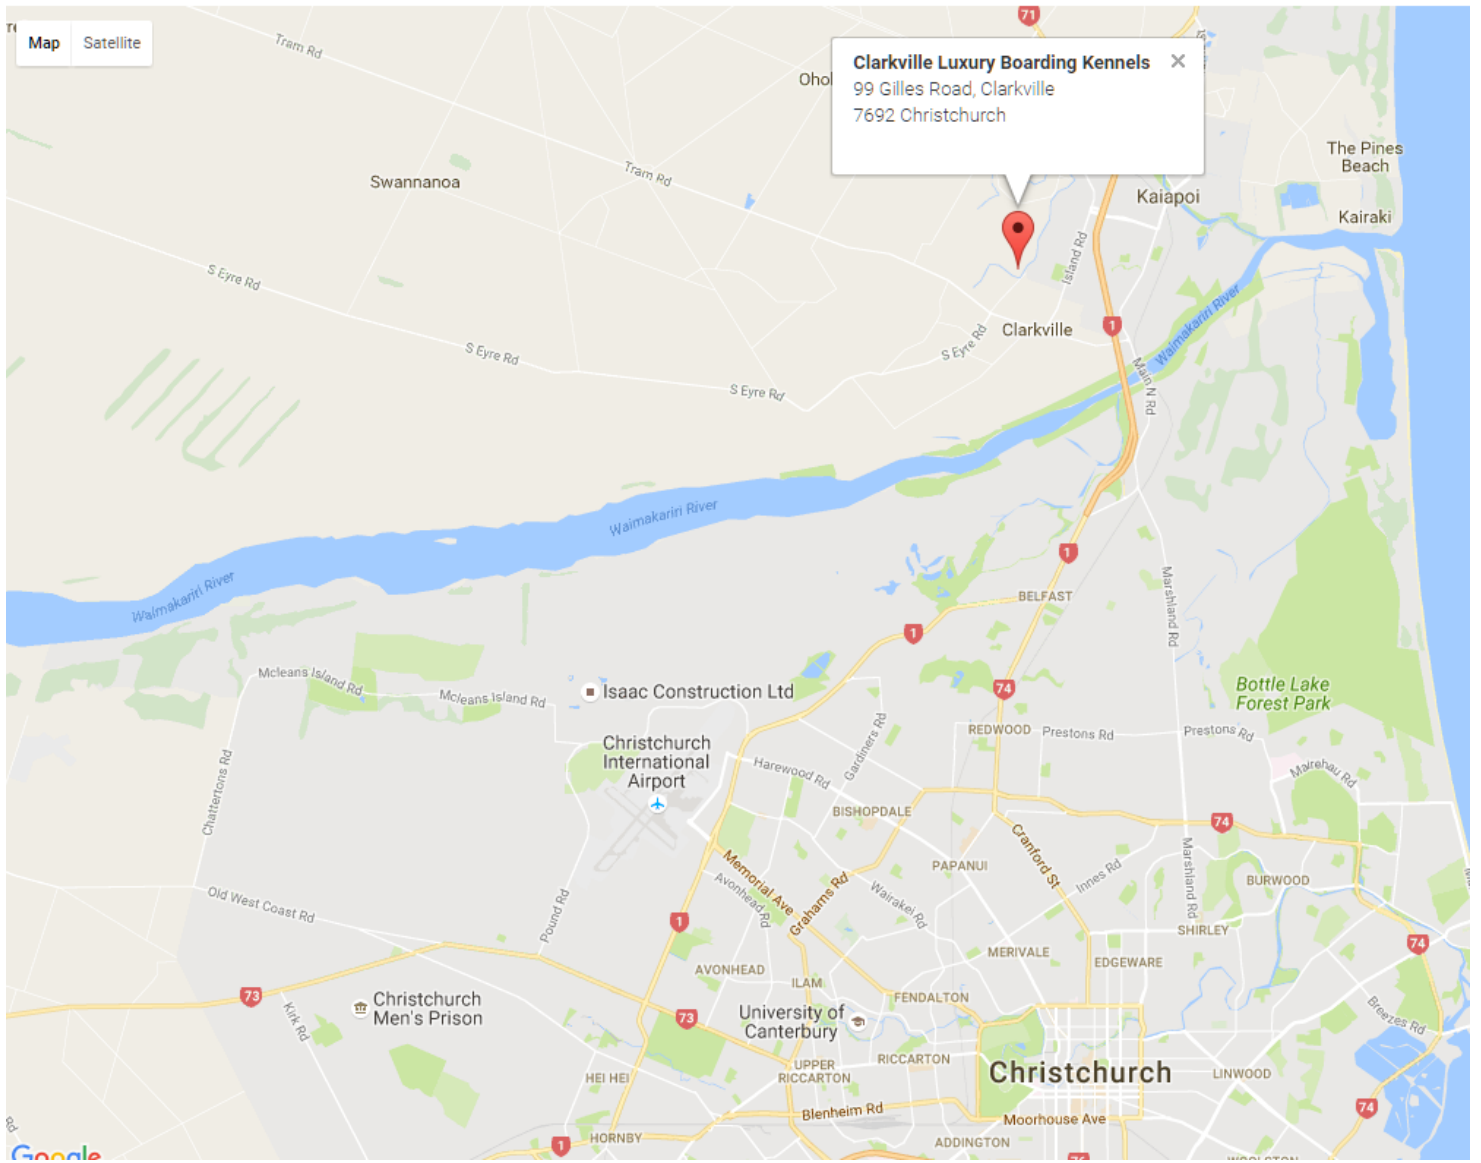 71
Map Satellite
Tram Rd
Clarkville Luxury Boarding Kennels ×
99 Gilles Road, Clarkville
7692 Christchurch
The Pines
Beach
Tram Rd
Swannanoa
Kaiapoi
Kairaki
Island Rd
S Eyre Rd
Waimakariri River
Clarkville
1
S Eyre Rd
S Eyre Rd
Main N Rd
S Eyre Rd
Waimakariri River
1
Waimakariri River
BELFAST
Marshland Rd
1
Mcleans Island Rd
Mcleans Island Rd
Isaac Construction Ltd
74
Bottle Lake
Forest Park
REDWOOD
Prestons Rd
Prestons Rd
Gardiners Rd
Christchurch
International
Airport
Harewood Rd
Mairehau Rd
Chattertons Rd
BISHOPDALE
74
Cranford St
PAPANUI
Innes Rd
Marshland Rd
BURWOOD
Memorial Ave
Avonhead Rd
Grahams Rd
Wairakei Rd
Old West Coast Rd
Pound Rd
1
SHIRLEY
74
MERIVALE
EDGEWARE
AVONHEAD
ILAM
73
Kirk Rd
Christchurch
Men's Prison
FENDALTON
73
University of
Canterbury
Breezes Rd
UPPER
RICCARTON
RICCARTON
HEI HEI
Christchurch
LINWOOD
Blenheim Rd
Moorhouse Ave
74
HORNBY
1
ADDINGTON
Google
76
WOOLSTON